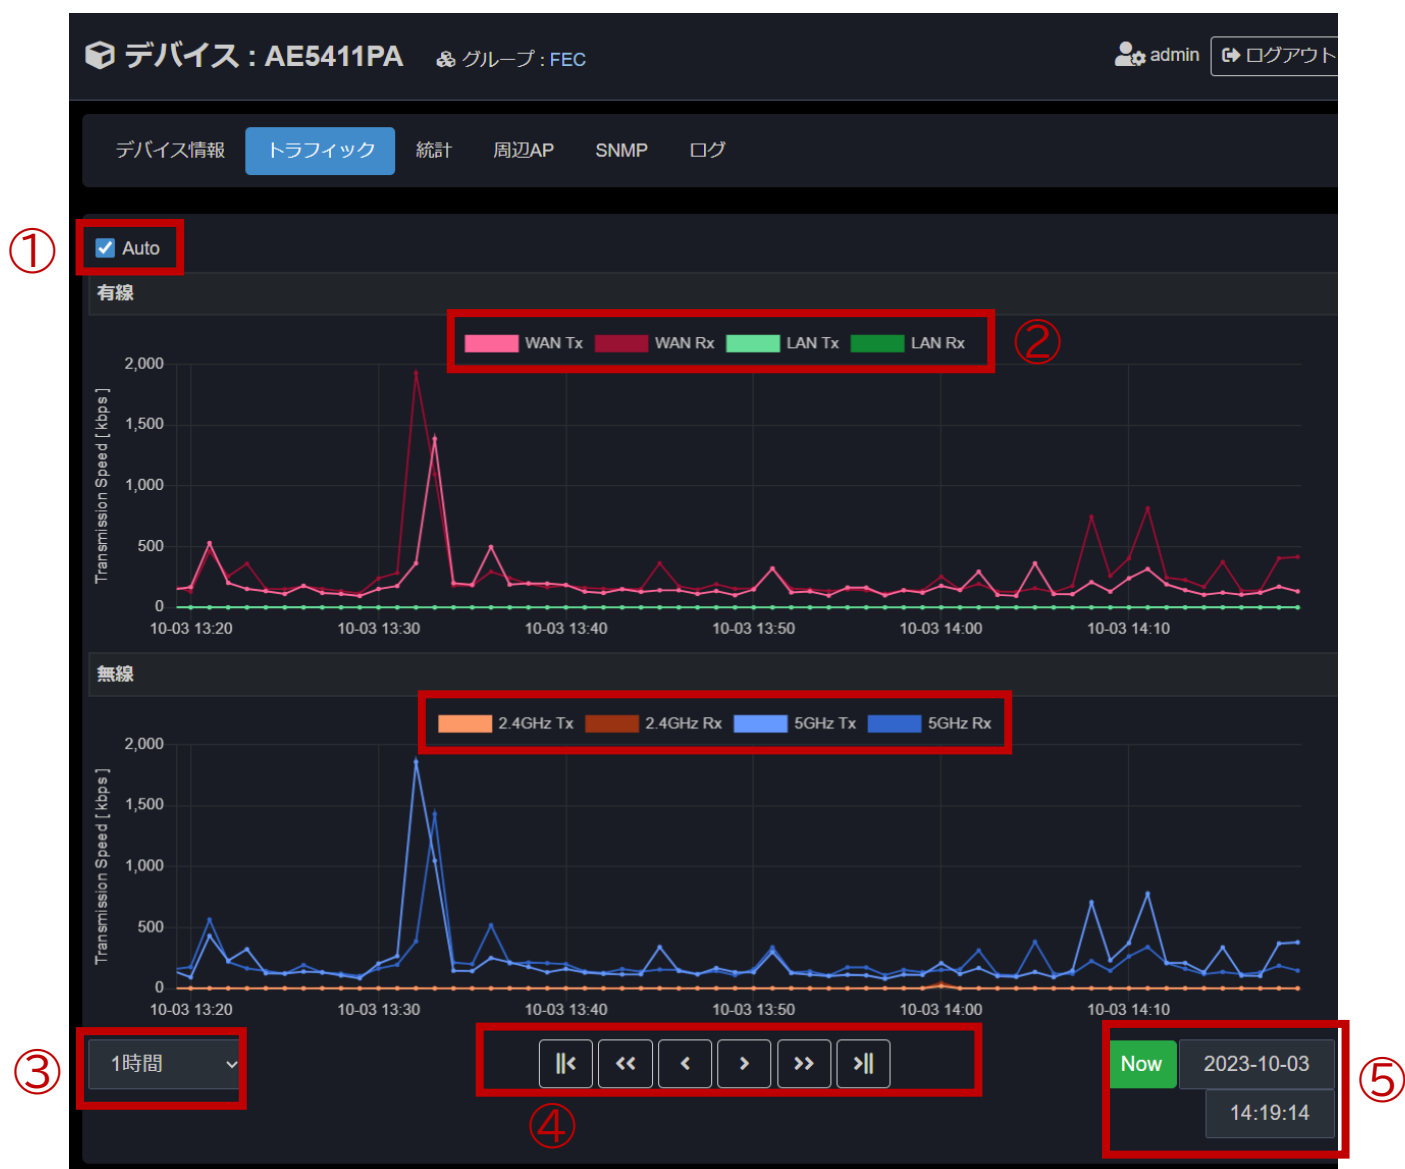 デバイス : AE5411PA グループ : FEC admin ログアウト
デバイス情報 トラフィック 統計 周辺AP SNMP ログ
① Auto
有線
WAN Tx WAN Rx LAN Tx LAN Rx ②
Transmission Speed [ kbps ]
2,000
1,500
1,000
500
0
10-03 13:20 10-03 13:30 10-03 13:40 10-03 13:50 10-03 14:00 10-03 14:10
無線
2.4GHz Tx 2.4GHz Rx 5GHz Tx 5GHz Rx
Transmission Speed [ kbps ]
2,000
1,500
1,000
500
0
10-03 13:20 10-03 13:30 10-03 13:40 10-03 13:50 10-03 14:00 10-03 14:10
③ 1時間 Now 2023-10-03 ⑤
④ 14:19:14